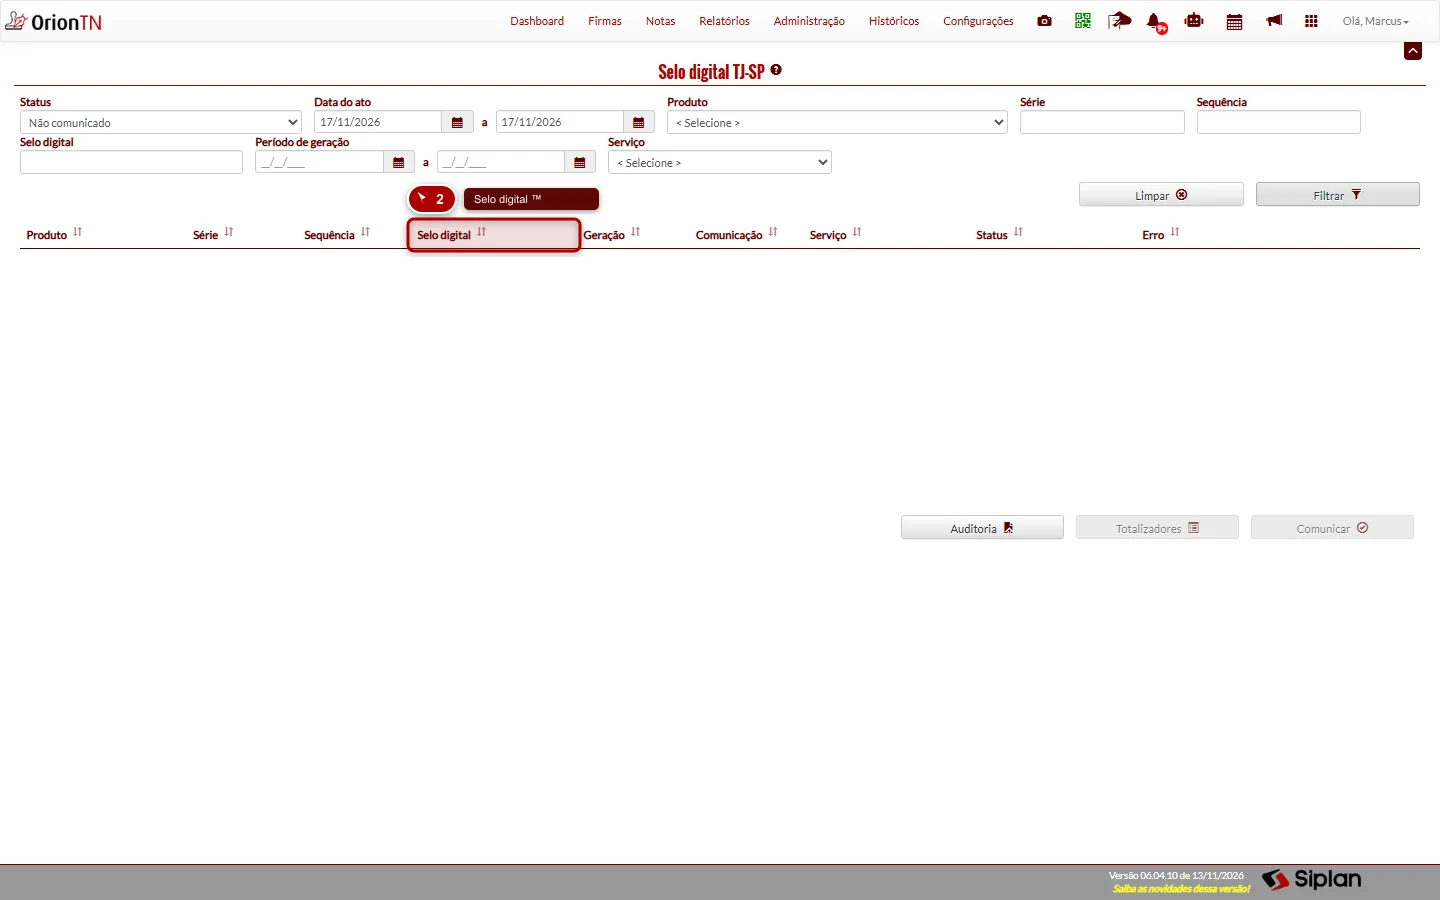 OrionTN
Dashboard Firmas Notas Relatórios Administração Históricos Configurações 9+ Olá, Marcus
Selo digital TJ-SP ?
Status Data do ato Produto Série Sequência
Não comunicado 17/11/2026 a 17/11/2026 < Selecione >
Selo digital Período de geração Serviço
__/__/____ a __/__/____ < Selecione >
2 Selo digital ™
Limpar Filtrar
Produto Série Sequência Selo digital Geração Comunicação Serviço Status Erro
Auditoria Totalizadores Comunicar
Versão 06.04.10 de 13/11/2026
Saiba as novidades dessa versão!
Siplan